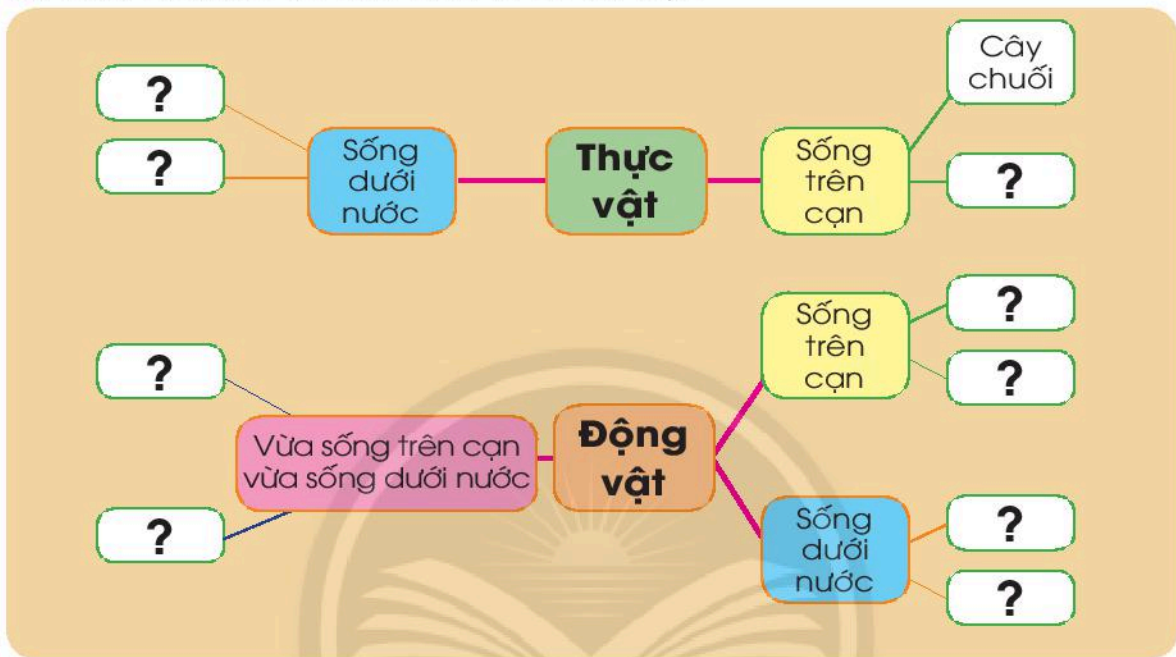 ?
?
Sống
dưới
nước
Thực
vật
Sống
trên
cạn
Cây
chuối
?
?
?
Vừa sống trên cạn
vừa sống dưới nước
Động
vật
Sống
trên
cạn
?
?
Sống
dưới
nước
?
?